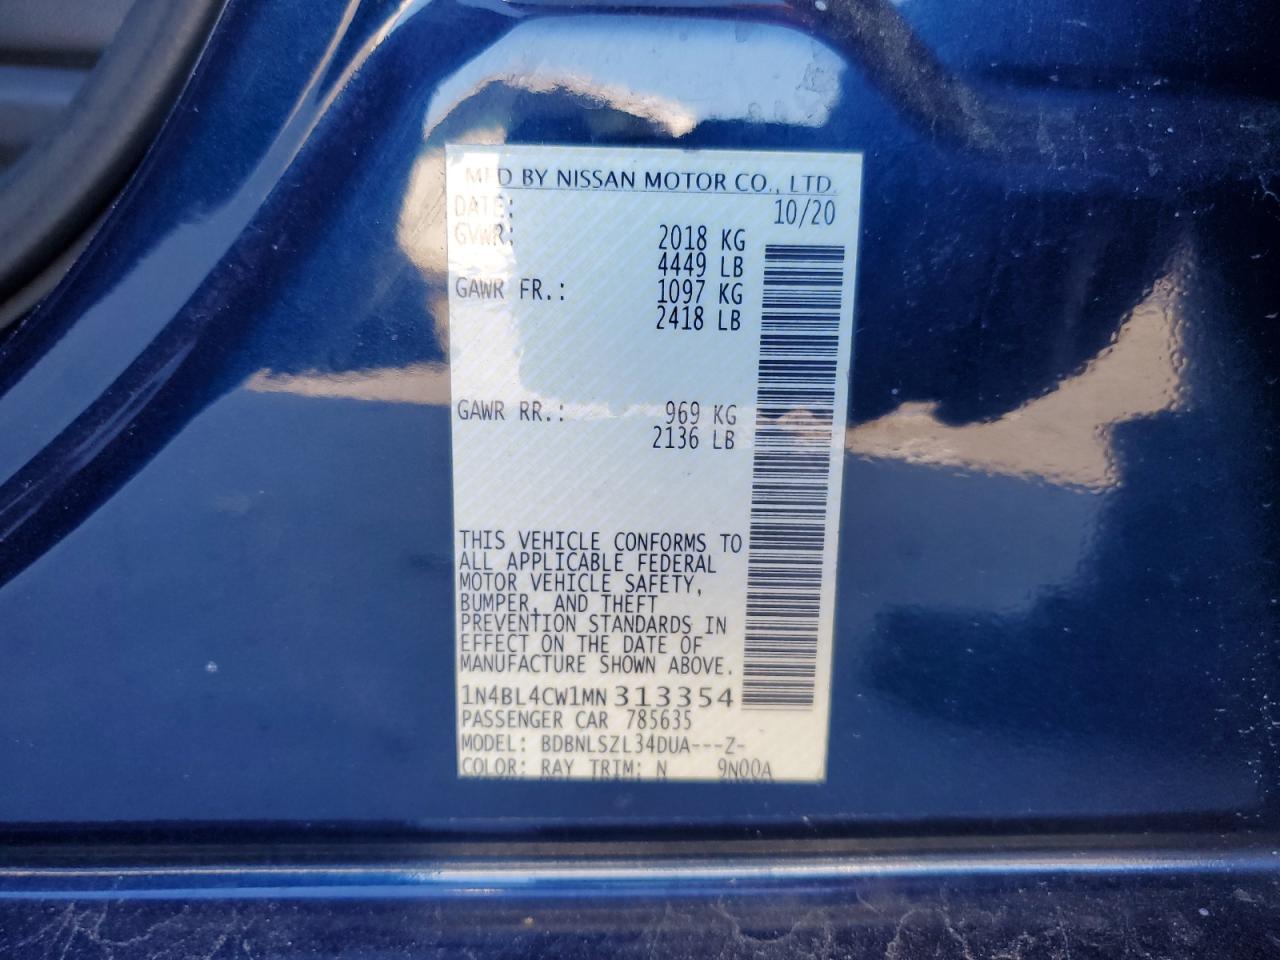 MFD BY NISSAN MOTOR CO., LTD.
DATE: 10/20
GVWR: 2018 KG
4449 LB
GAWR FR.: 1097 KG
2418 LB
GAWR RR.: 969 KG
2136 LB
THIS VEHICLE CONFORMS TO
ALL APPLICABLE FEDERAL
MOTOR VEHICLE SAFETY,
BUMPER, AND THEFT
PREVENTION STANDARDS IN
EFFECT ON THE DATE OF
MANUFACTURE SHOWN ABOVE.
1N4BL4CW1MN313354
PASSENGER CAR 785635
MODEL: BDBNLSZL34DUA---Z-
COLOR: RAY TRIM: N 9N00A